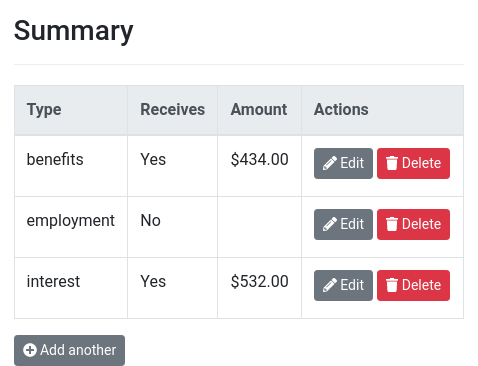 Summary
Type Receives Amount Actions
benefits Yes $434.00 Edit Delete
employment No Edit Delete
interest Yes $532.00 Edit Delete
Add another